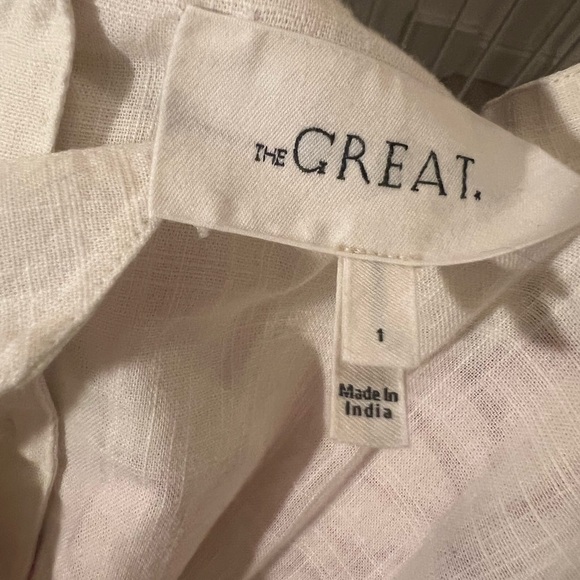 THE GREAT.
1
Made In
India